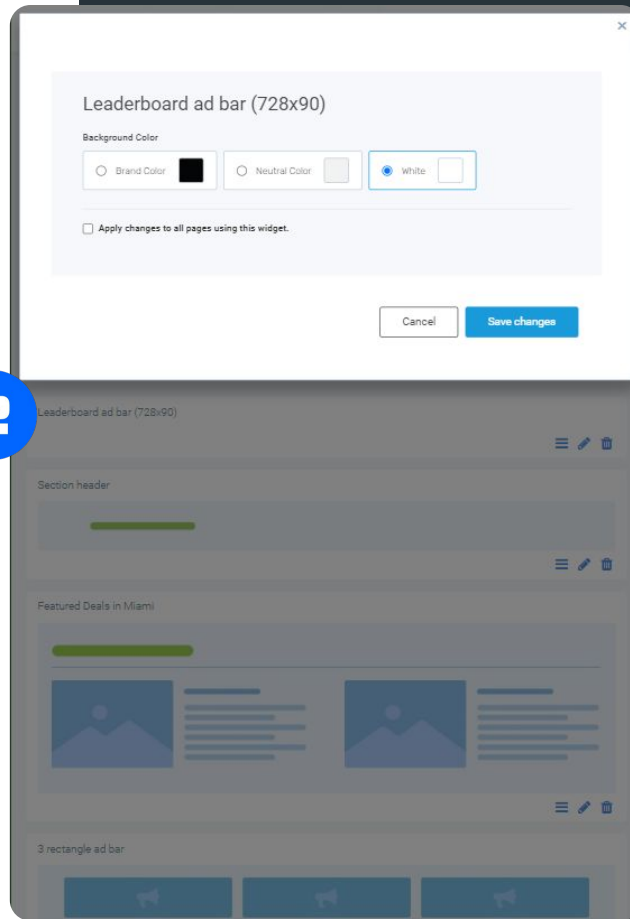 ×
Leaderboard ad bar (728x90)
Background Color
Brand Color
Neutral Color
White
Apply changes to all pages using this widget.
Cancel
Save changes
Leaderboard ad bar (728x90)
Section header
Featured Deals in Miami
3 rectangle ad bar